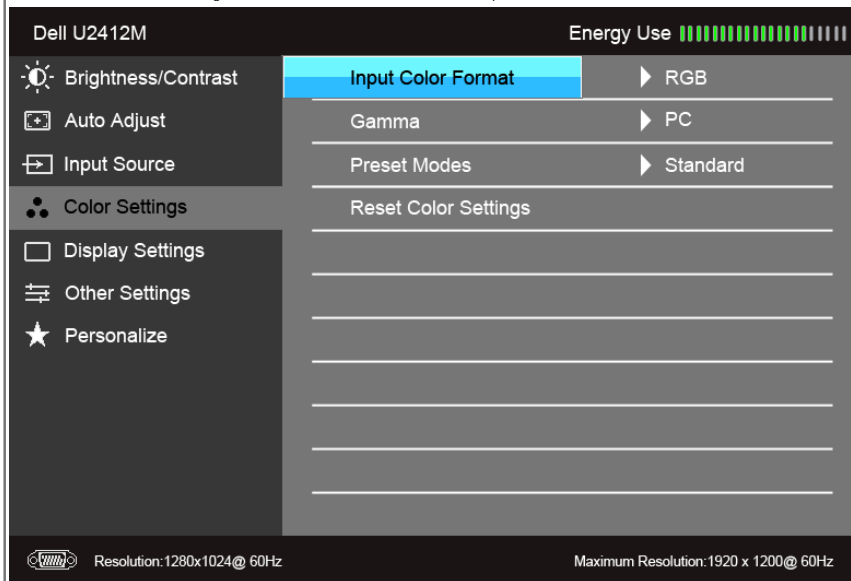 Dell U2412M
Energy Use
Brightness/Contrast
Auto Adjust
Input Source
Color Settings
Display Settings
Other Settings
Personalize
Input Color Format RGB
Gamma PC
Preset Modes Standard
Reset Color Settings
Resolution:1280x1024@ 60Hz
Maximum Resolution:1920 x 1200@ 60Hz